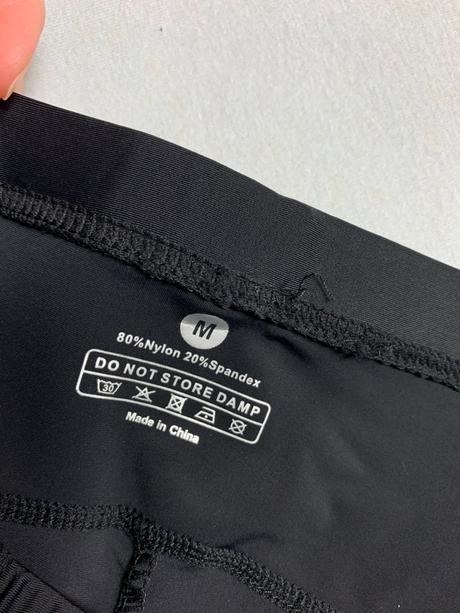 M
80%Nylon 20%Spandex
DO NOT STORE DAMP
30
Made in China